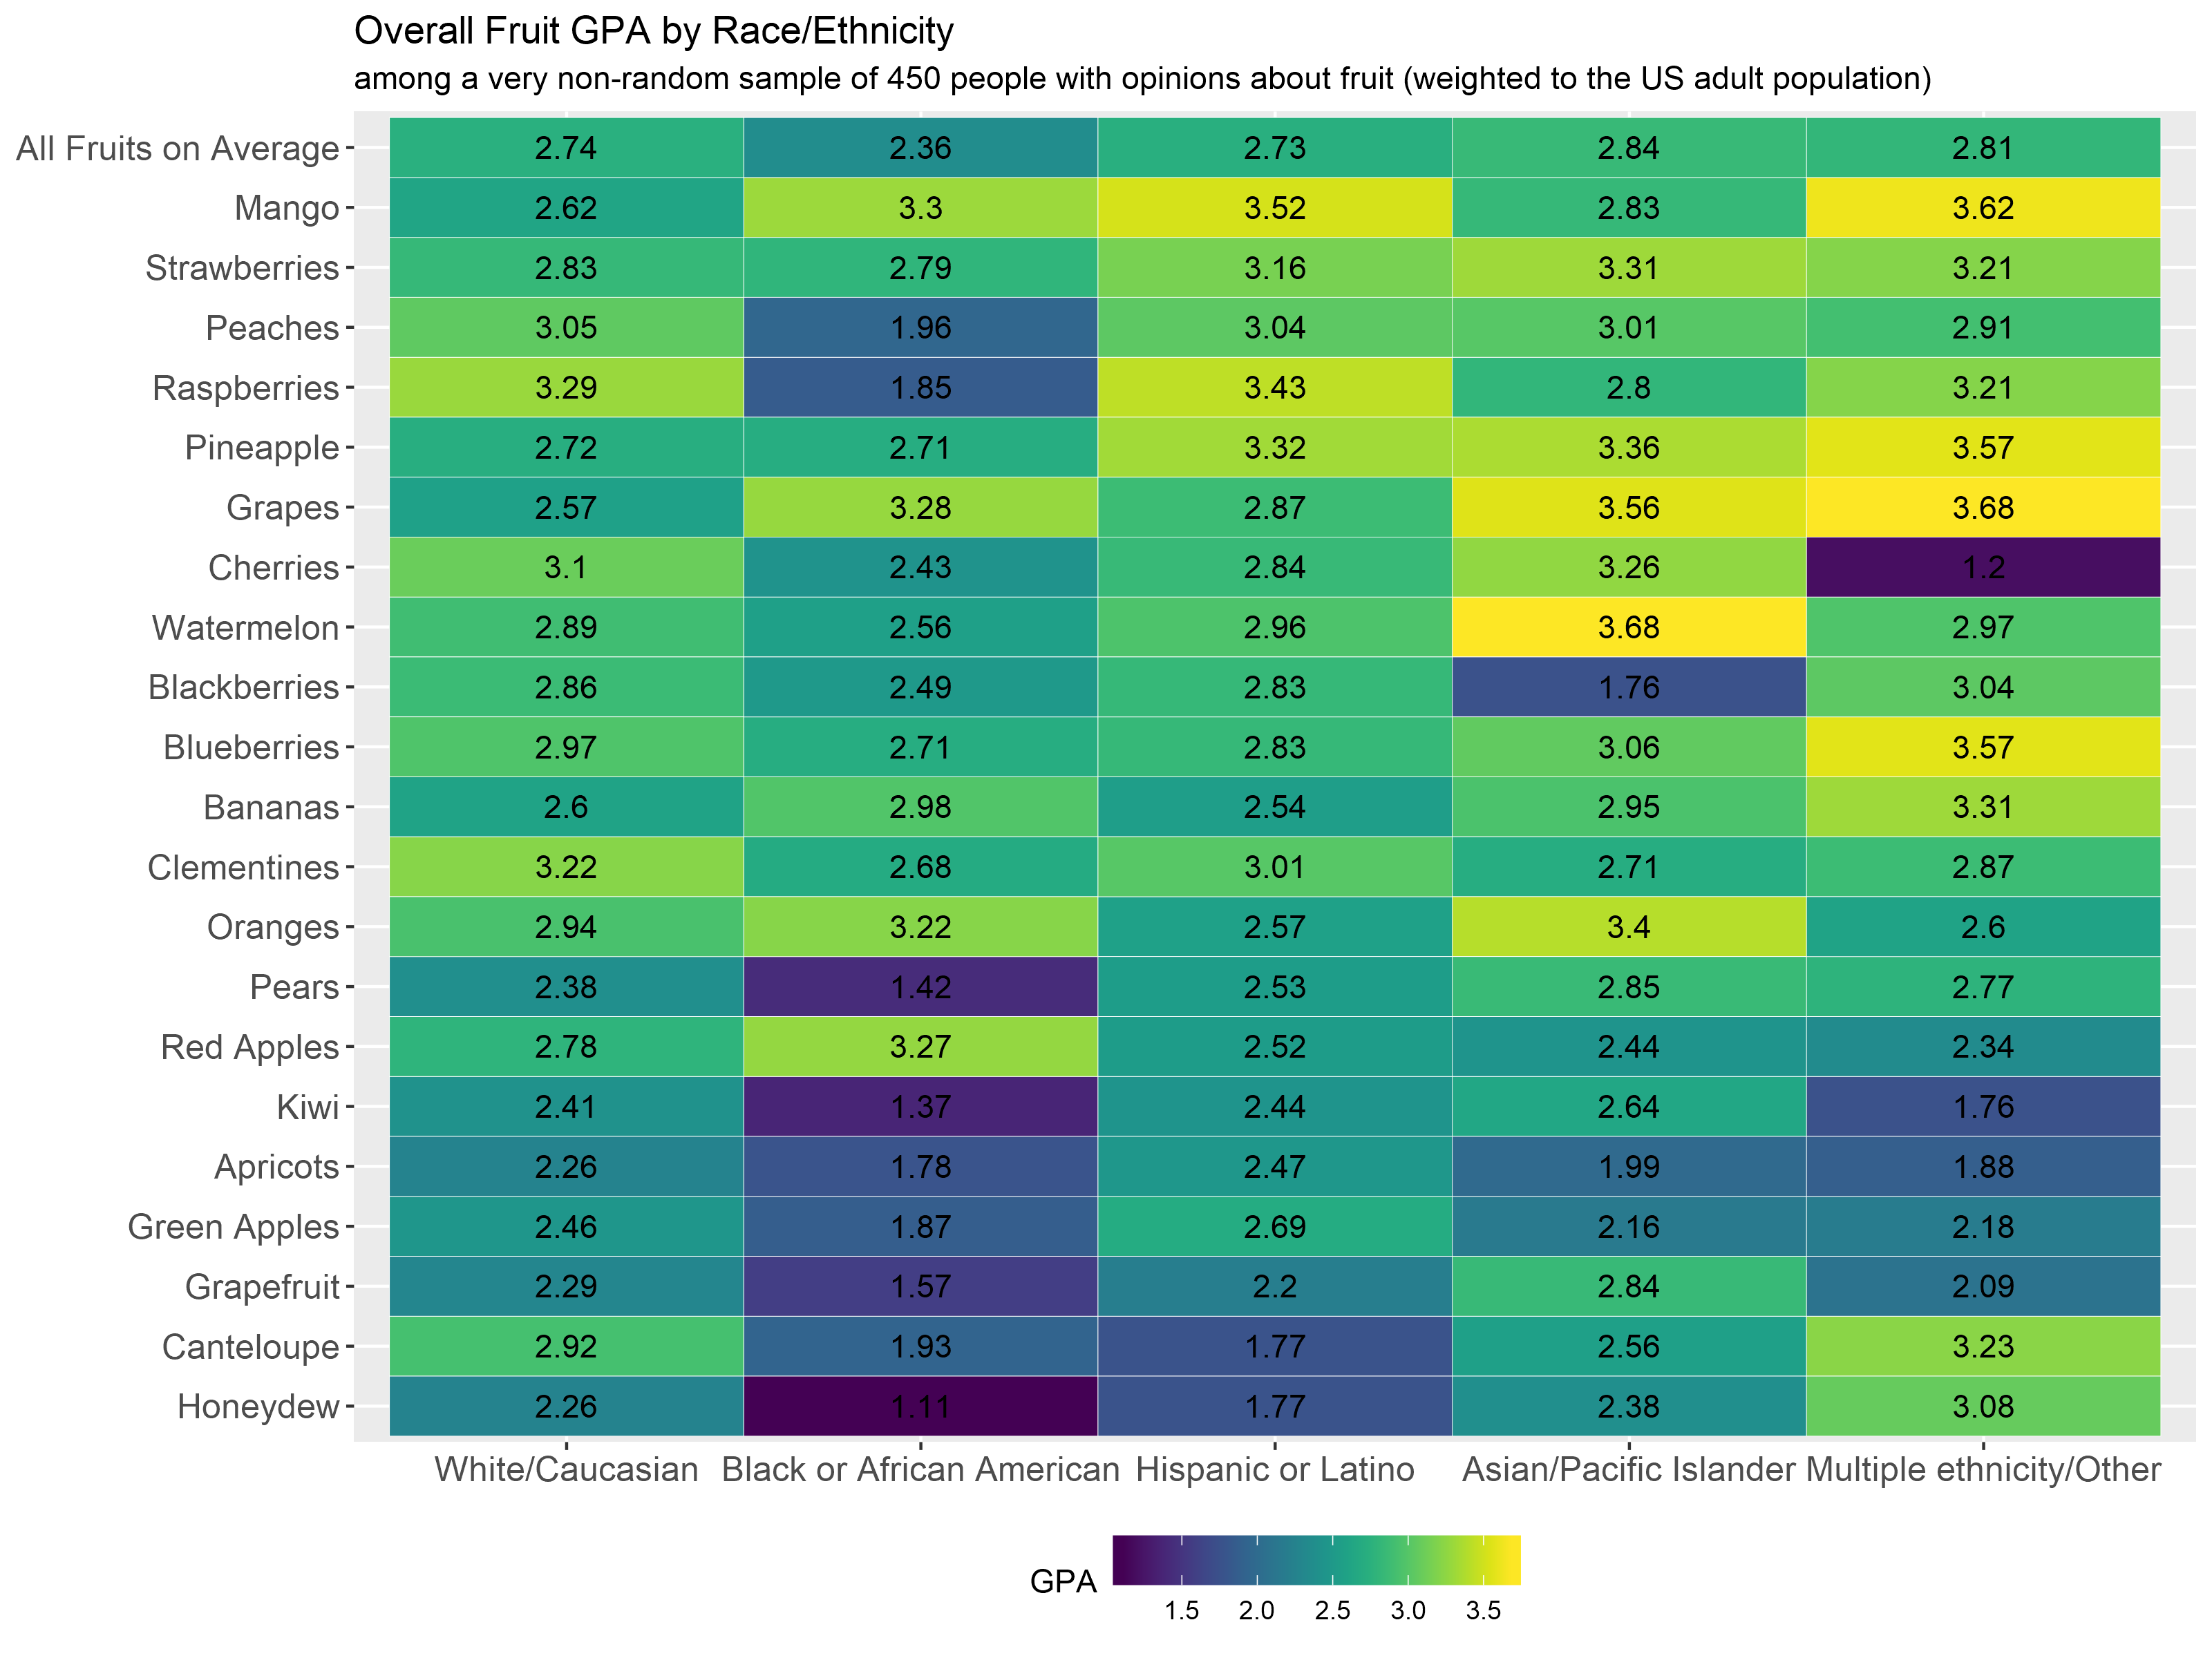 Overall Fruit GPA by Race/Ethnicity
among a very non-random sample of 450 people with opinions about fruit (weighted to the US adult population)
All Fruits on Average 2.74 2.36 2.73 2.84 2.81
Mango 2.62 3.3 3.52 2.83 3.62
Strawberries 2.83 2.79 3.16 3.31 3.21
Peaches 3.05 1.96 3.04 3.01 2.91
Raspberries 3.29 1.85 3.43 2.8 3.21
Pineapple 2.72 2.71 3.32 3.36 3.57
Grapes 2.57 3.28 2.87 3.56 3.68
Cherries 3.1 2.43 2.84 3.26 1.2
Watermelon 2.89 2.56 2.96 3.68 2.97
Blackberries 2.86 2.49 2.83 1.76 3.04
Blueberries 2.97 2.71 2.83 3.06 3.57
Bananas 2.6 2.98 2.54 2.95 3.31
Clementines 3.22 2.68 3.01 2.71 2.87
Oranges 2.94 3.22 2.57 3.4 2.6
Pears 2.38 1.42 2.53 2.85 2.77
Red Apples 2.78 3.27 2.52 2.44 2.34
Kiwi 2.41 1.37 2.44 2.64 1.76
Apricots 2.26 1.78 2.47 1.99 1.88
Green Apples 2.46 1.87 2.69 2.16 2.18
Grapefruit 2.29 1.57 2.2 2.84 2.09
Canteloupe 2.92 1.93 1.77 2.56 3.23
Honeydew 2.26 1.11 1.77 2.38 3.08
White/Caucasian Black or African American Hispanic or Latino Asian/Pacific Islander Multiple ethnicity/Other
GPA
1.5 2.0 2.5 3.0 3.5